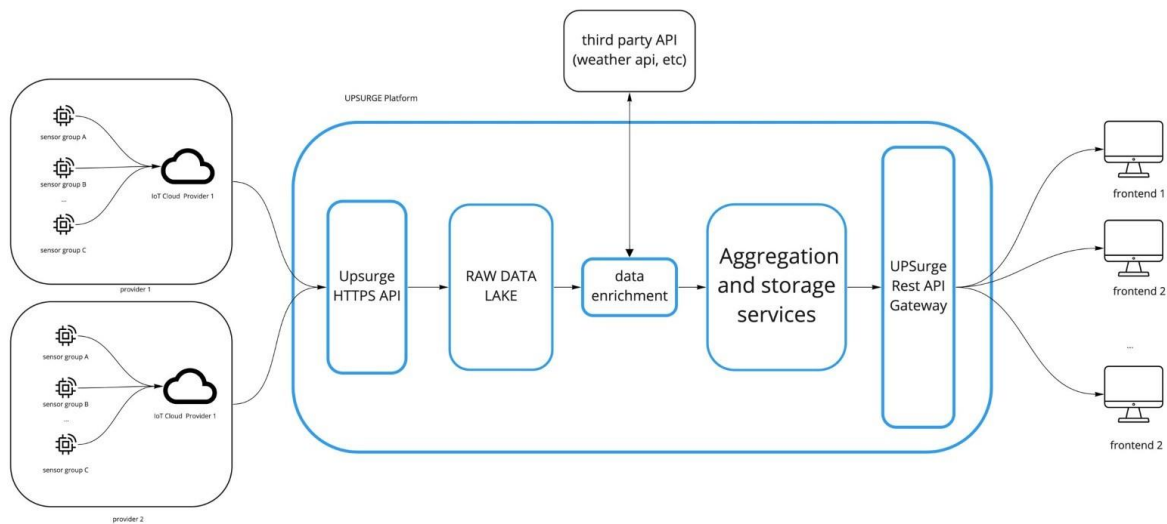 third party API
(weather api, etc)
UPSURGE Platform
sensor group A
sensor group B
...
sensor group C
IoT Cloud Provider 1
provider 1
sensor group A
sensor group B
...
sensor group C
IoT Cloud Provider 1
provider 2
Upsurge
HTTPS API
RAW DATA
LAKE
data
enrichment
Aggregation
and storage
services
UPSurge
Rest API
Gateway
frontend 1
frontend 2
...
frontend 2